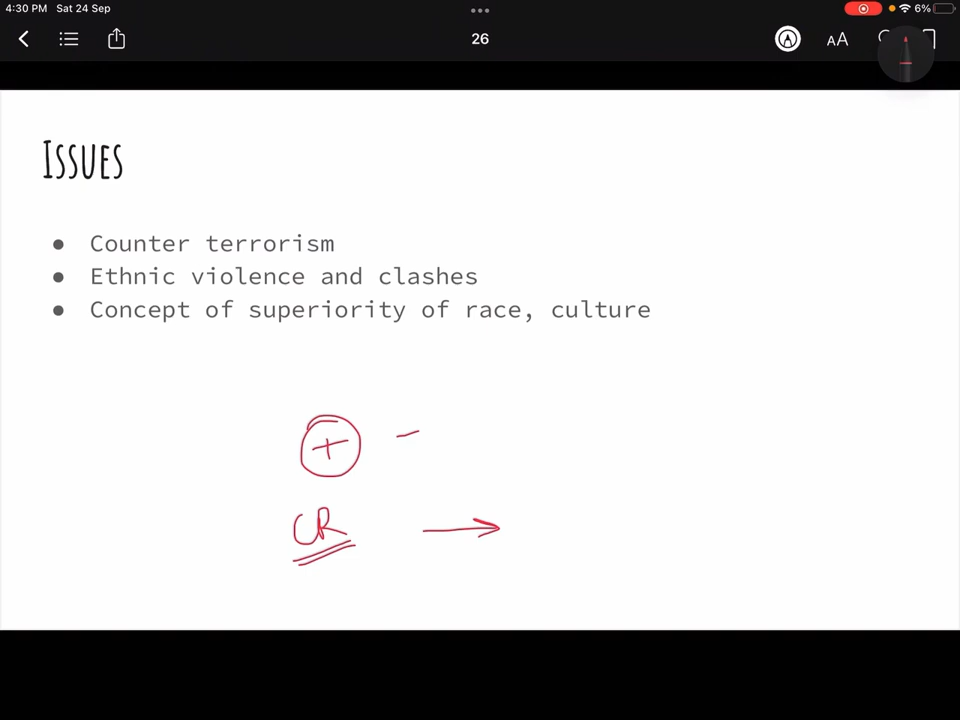 4:30 PM Sat 24 Sep 6%
26 AA
Issues
● Counter terrorism
● Ethnic violence and clashes
● Concept of superiority of race, culture
+ -
CR →